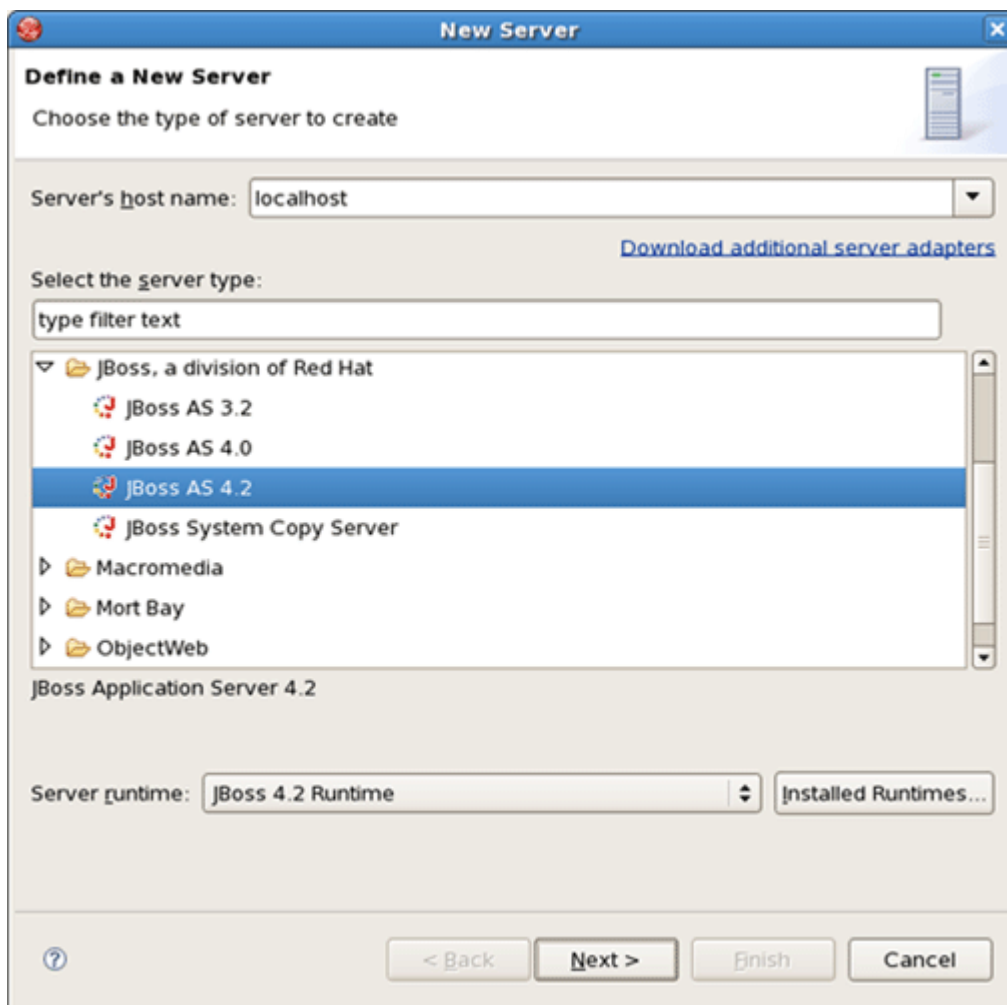 New Server
Define a New Server
Choose the type of server to create
Server's host name: localhost
Download additional server adapters
Select the server type:
type filter text
JBoss, a division of Red Hat
JBoss AS 3.2
JBoss AS 4.0
JBoss AS 4.2
JBoss System Copy Server
Macromedia
Mort Bay
ObjectWeb
JBoss Application Server 4.2
Server runtime: JBoss 4.2 Runtime Installed Runtimes...
? < Back Next > Finish Cancel